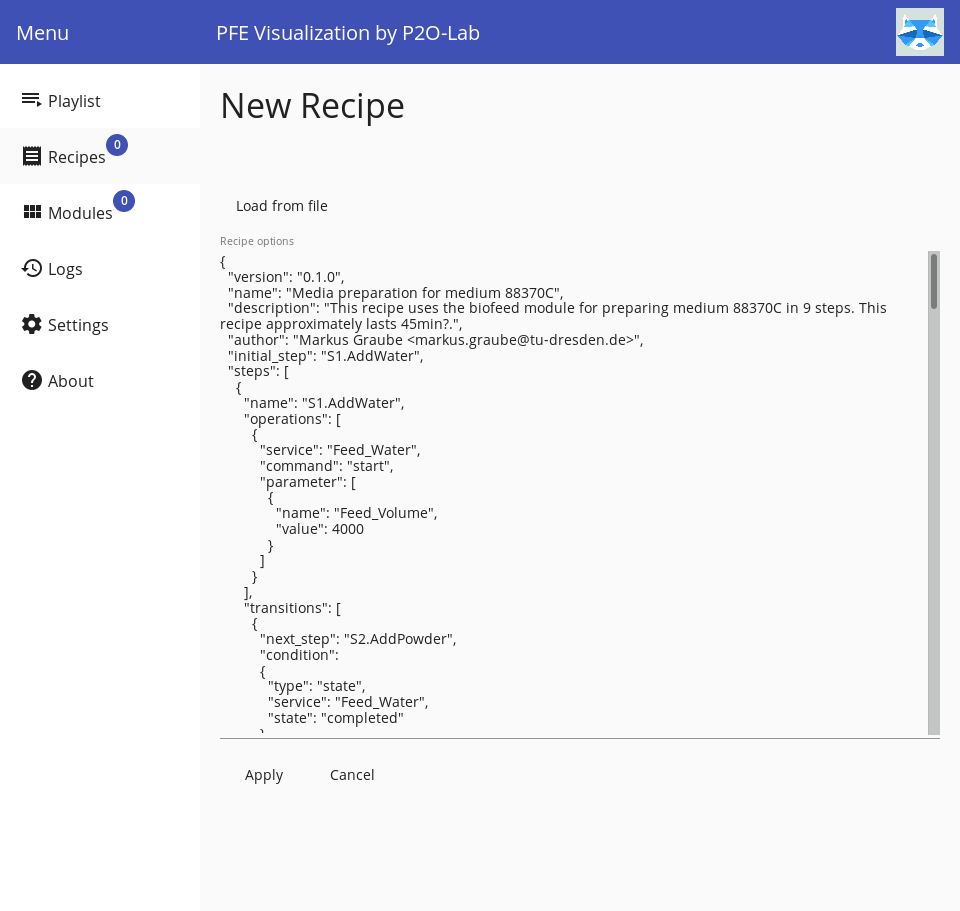 Menu
PFE Visualization by P2O-Lab
Playlist
Recipes
0
Modules
0
Logs
Settings
About
New Recipe
Load from file
Recipe options
{
"version": "0.1.0",
"name": "Media preparation for medium 88370C",
"description": "This recipe uses the biofeed module for preparing medium 88370C in 9 steps. This
recipe approximately lasts 45min?.",
"author": "Markus Graube <markus.graube@tu-dresden.de>",
"initial_step": "S1.AddWater",
"steps": [
{
"name": "S1.AddWater",
"operations": [
{
"service": "Feed_Water",
"command": "start",
"parameter": [
{
"name": "Feed_Volume",
"value": 4000
}
]
}
],
"transitions": [
{
"next_step": "S2.AddPowder",
"condition":
{
"type": "state",
"service": "Feed_Water",
"state": "completed"
}
Apply
Cancel